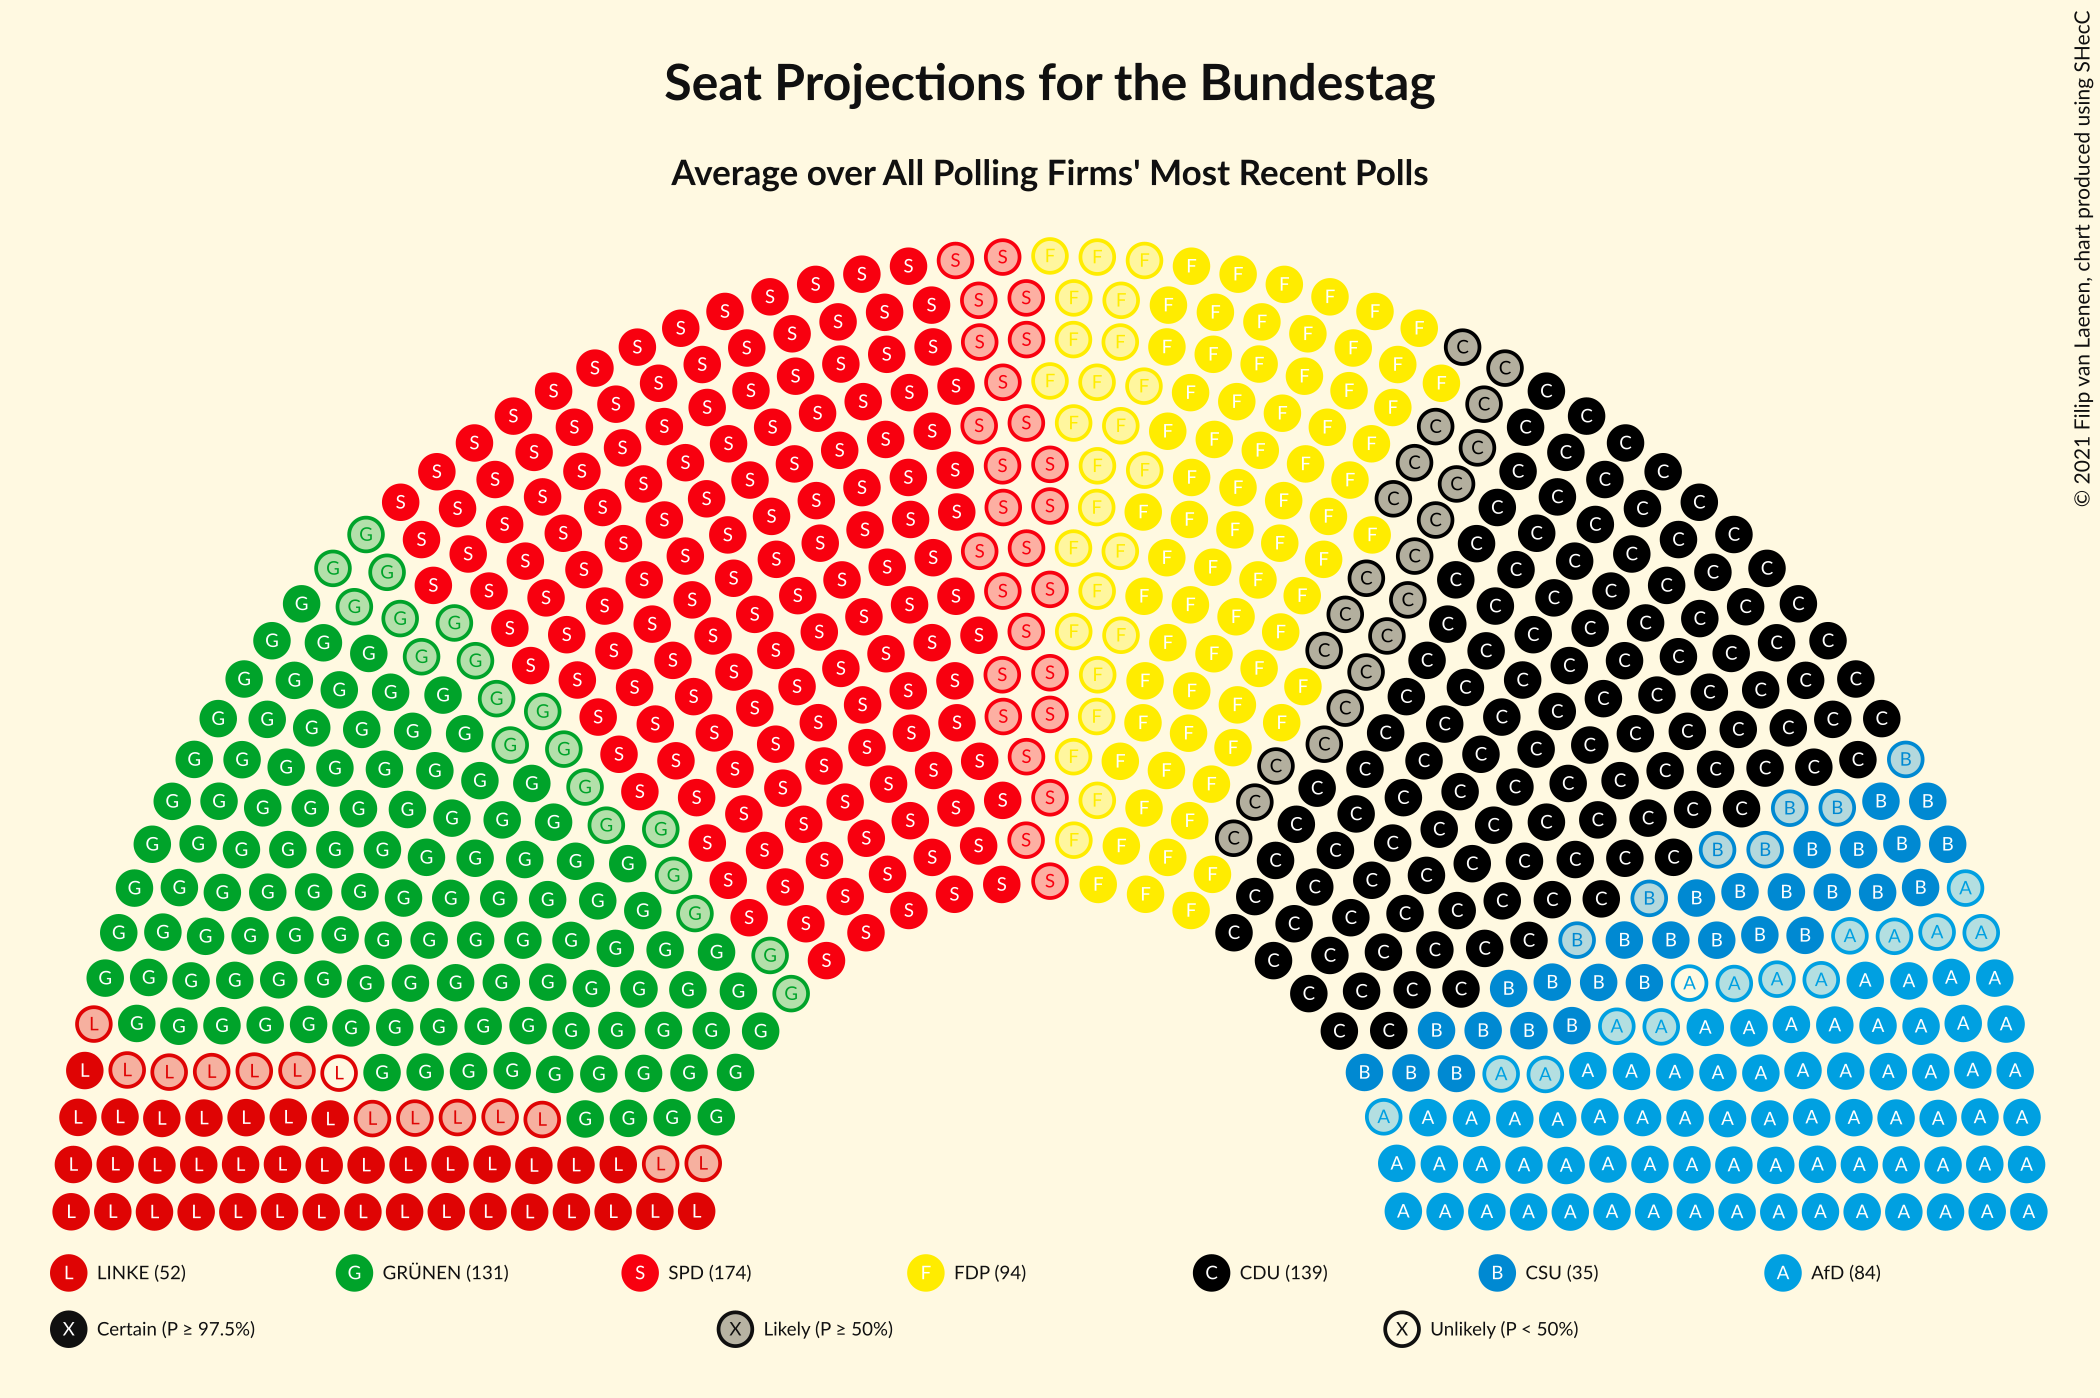 Seat Projections for the Bundestag
Average over All Polling Firms' Most Recent Polls
© 2021 Filip van Laenen, chart produced using SHecC
L LINKE (52) G GRÜNEN (131) S SPD (174) F FDP (94) C CDU (139) B CSU (35) A AfD (84)
X Certain (P ≥ 97.5%) X Likely (P ≥ 50%) X Unlikely (P < 50%)